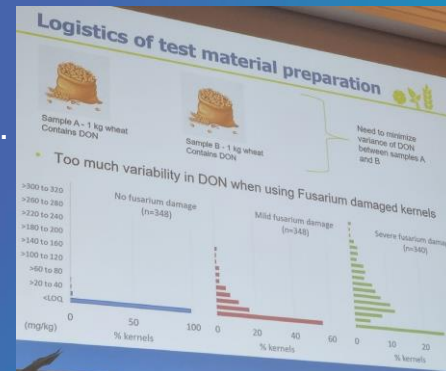 Logistics of test material preparation
Sample A - 1 kg wheat
Contains DON
Sample B - 1 kg wheat
Contains DON
Need to minimize
variance of DON
between samples A
and B
• Too much variability in DON when using Fusarium damaged kernels
No fusarium damage
(n=348)
Mild fusarium damage
(n=348)
Severe fusarium dama
(n=340)
>300 to 320
>260 to 280
>220 to 240
>180 to 200
>140 to 160
>100 to 120
>60 to 80
>20 to 40
<LOQ
(mg/kg)
0 50 100
% kernels
0 20 40 60
% kernels
0 10 20
% kernels